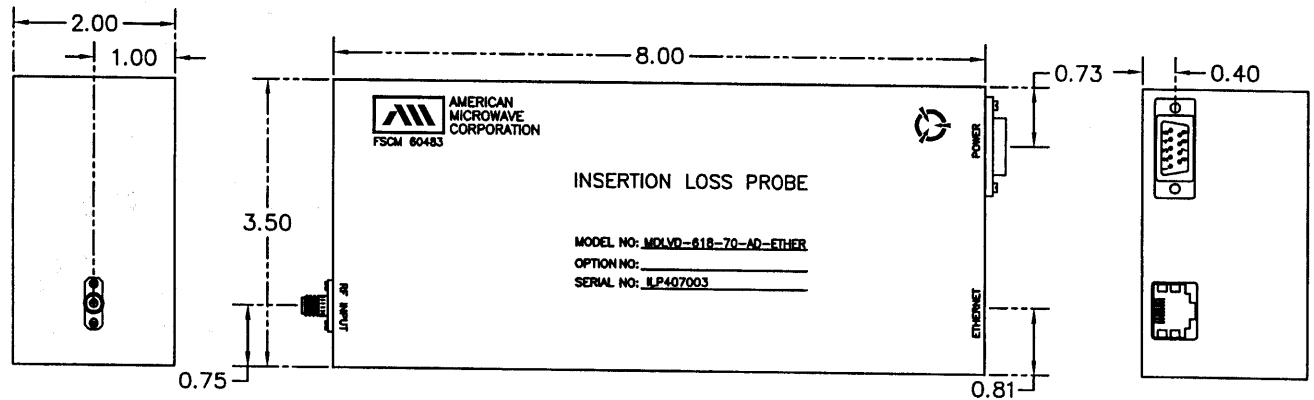 2.00
1.00
8.00
0.73
0.40
AMERICAN
MICROWAVE
CORPORATION
FSCM 60483
POWER
INSERTION LOSS PROBE
3.50
MODEL NO: MDLVD-618-70-AD-ETHER
OPTION NO:
SERIAL NO: ILP407003
RF INPUT
ETHERNET
0.75
0.81